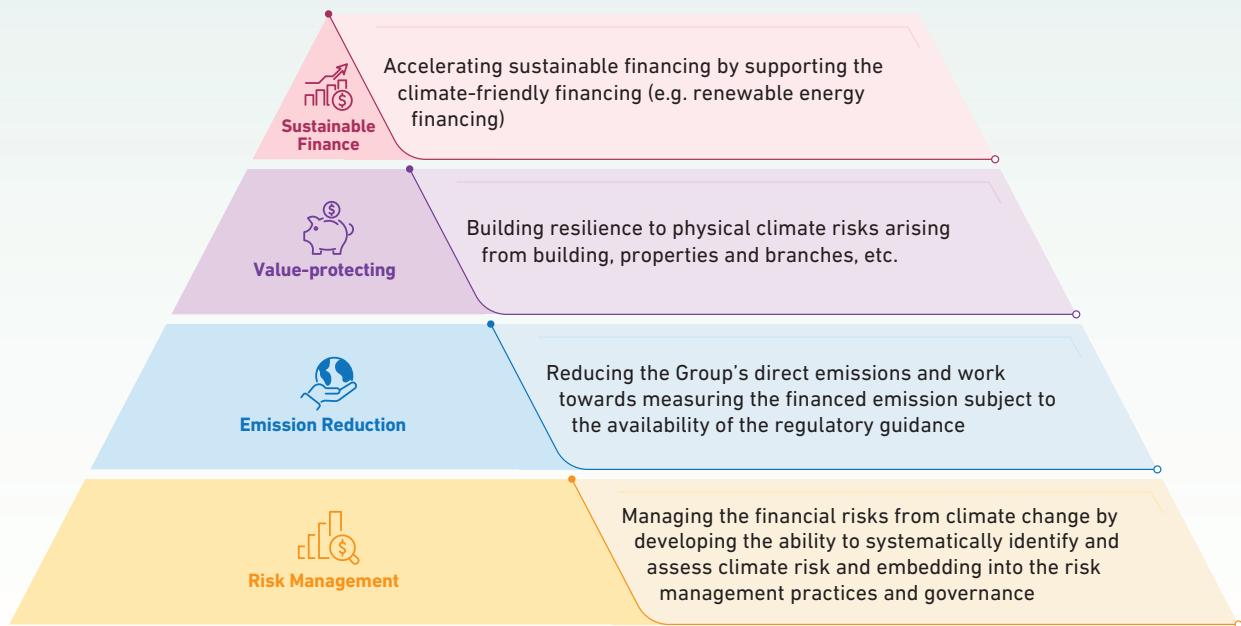 Sustainable
Finance
Accelerating sustainable financing by supporting the
climate-friendly financing (e.g. renewable energy
financing)
Value-protecting
Building resilience to physical climate risks arising
from building, properties and branches, etc.
Emission Reduction
Reducing the Group’s direct emissions and work
towards measuring the financed emission subject to
the availability of the regulatory guidance
Risk Management
Managing the financial risks from climate change by
developing the ability to systematically identify and
assess climate risk and embedding into the risk
management practices and governance